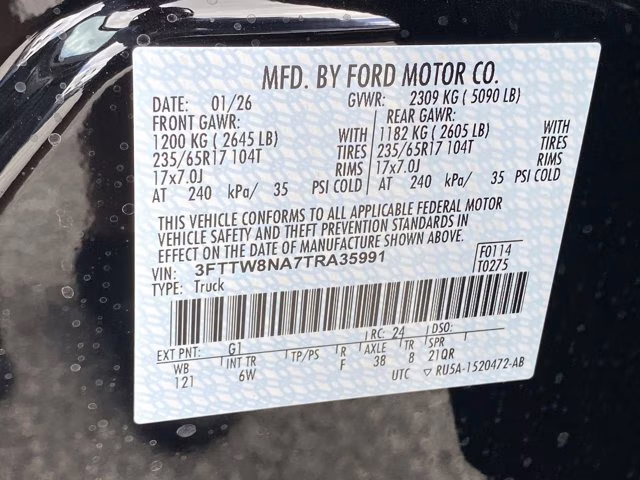 MFD. BY FORD MOTOR CO.
DATE: 01/26 GVWR: 2309 KG ( 5090 LB)
FRONT GAWR: REAR GAWR:
1200 KG ( 2645 LB) WITH 1182 KG ( 2605 LB) WITH
235/65R17 104T TIRES 235/65R17 104T TIRES
17x7.0J RIMS 17x7.0J RIMS
AT 240 kPa/ 35 PSI COLD AT 240 kPa/ 35 PSI COLD
THIS VEHICLE CONFORMS TO ALL APPLICABLE FEDERAL MOTOR
VEHICLE SAFETY AND THEFT PREVENTION STANDARDS IN
EFFECT ON THE DATE OF MANUFACTURE SHOWN ABOVE.
VIN: 3FTTW8NA7TRA35991 F0114
TYPE: Truck T0275
EXT PNT: G1 RC: 24 DSO:
WB INT TR TP/PS R AXLE TR SPR
121 6W F 38 8 21QR
UTC ▽ RU5A-1520472-AB